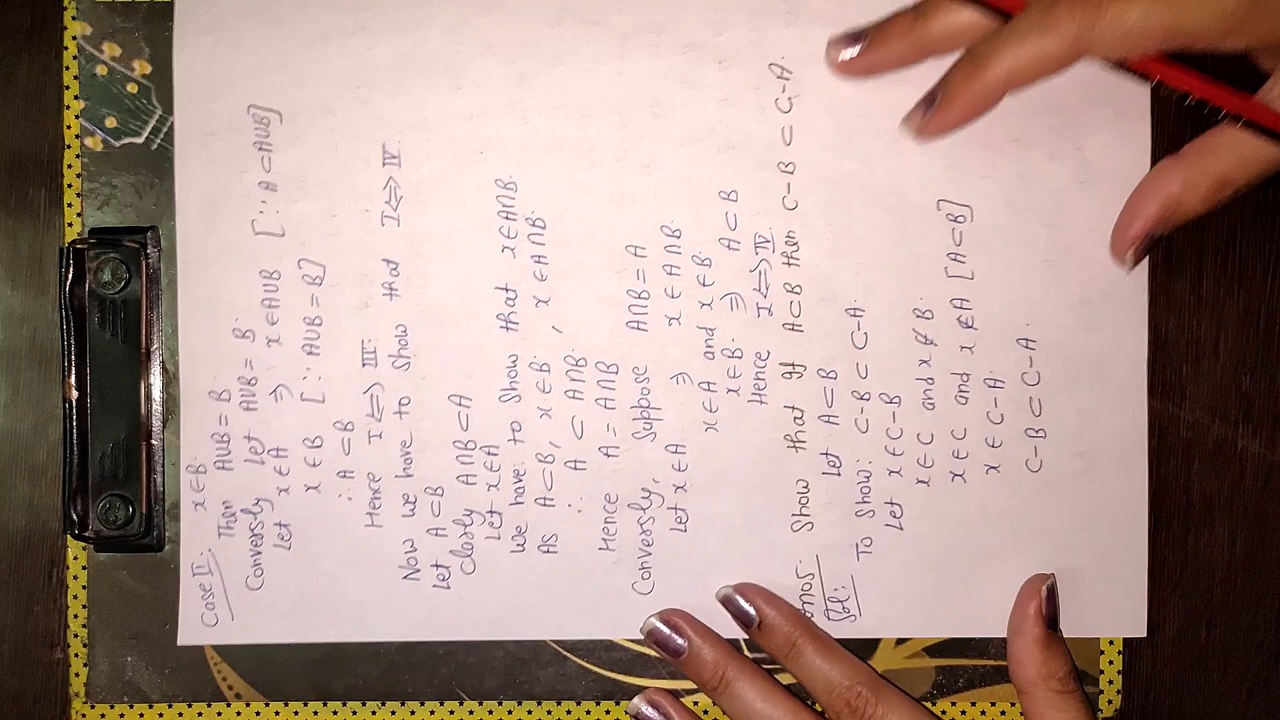 Case II: x∈B.
Then A∪B = B
Conversly Let A∪B = B.
Let x∈A ⇒ x∈A∪B [∵ A⊂A∪B]
x∈B [∵ A∪B = B]
∴ A⊂B
Hence I⇔III.
Now we have to show that I⇔IV
Let A⊂B
Clearly A∩B⊂A
Let x∈A
We have to Show that x∈A∩B.
As A⊂B, x∈B , x∈A∩B.
∴ A⊂A∩B.
Hence A = A∩B
Conversly, Suppose A∩B = A
Let x∈A ⇒ x∈A∩B.
x∈A and x∈B.
x∈B. ⇒ A⊂B
Hence I⇔IV.
Show that If A⊂B then C-B⊂C-A.
Sol: Let A⊂B
To Show: C-B⊂C-A.
Let x∈C-B
x∈C and x∉B.
x∈C and x∉A [A⊂B]
x∈C-A.
C-B⊂C-A.